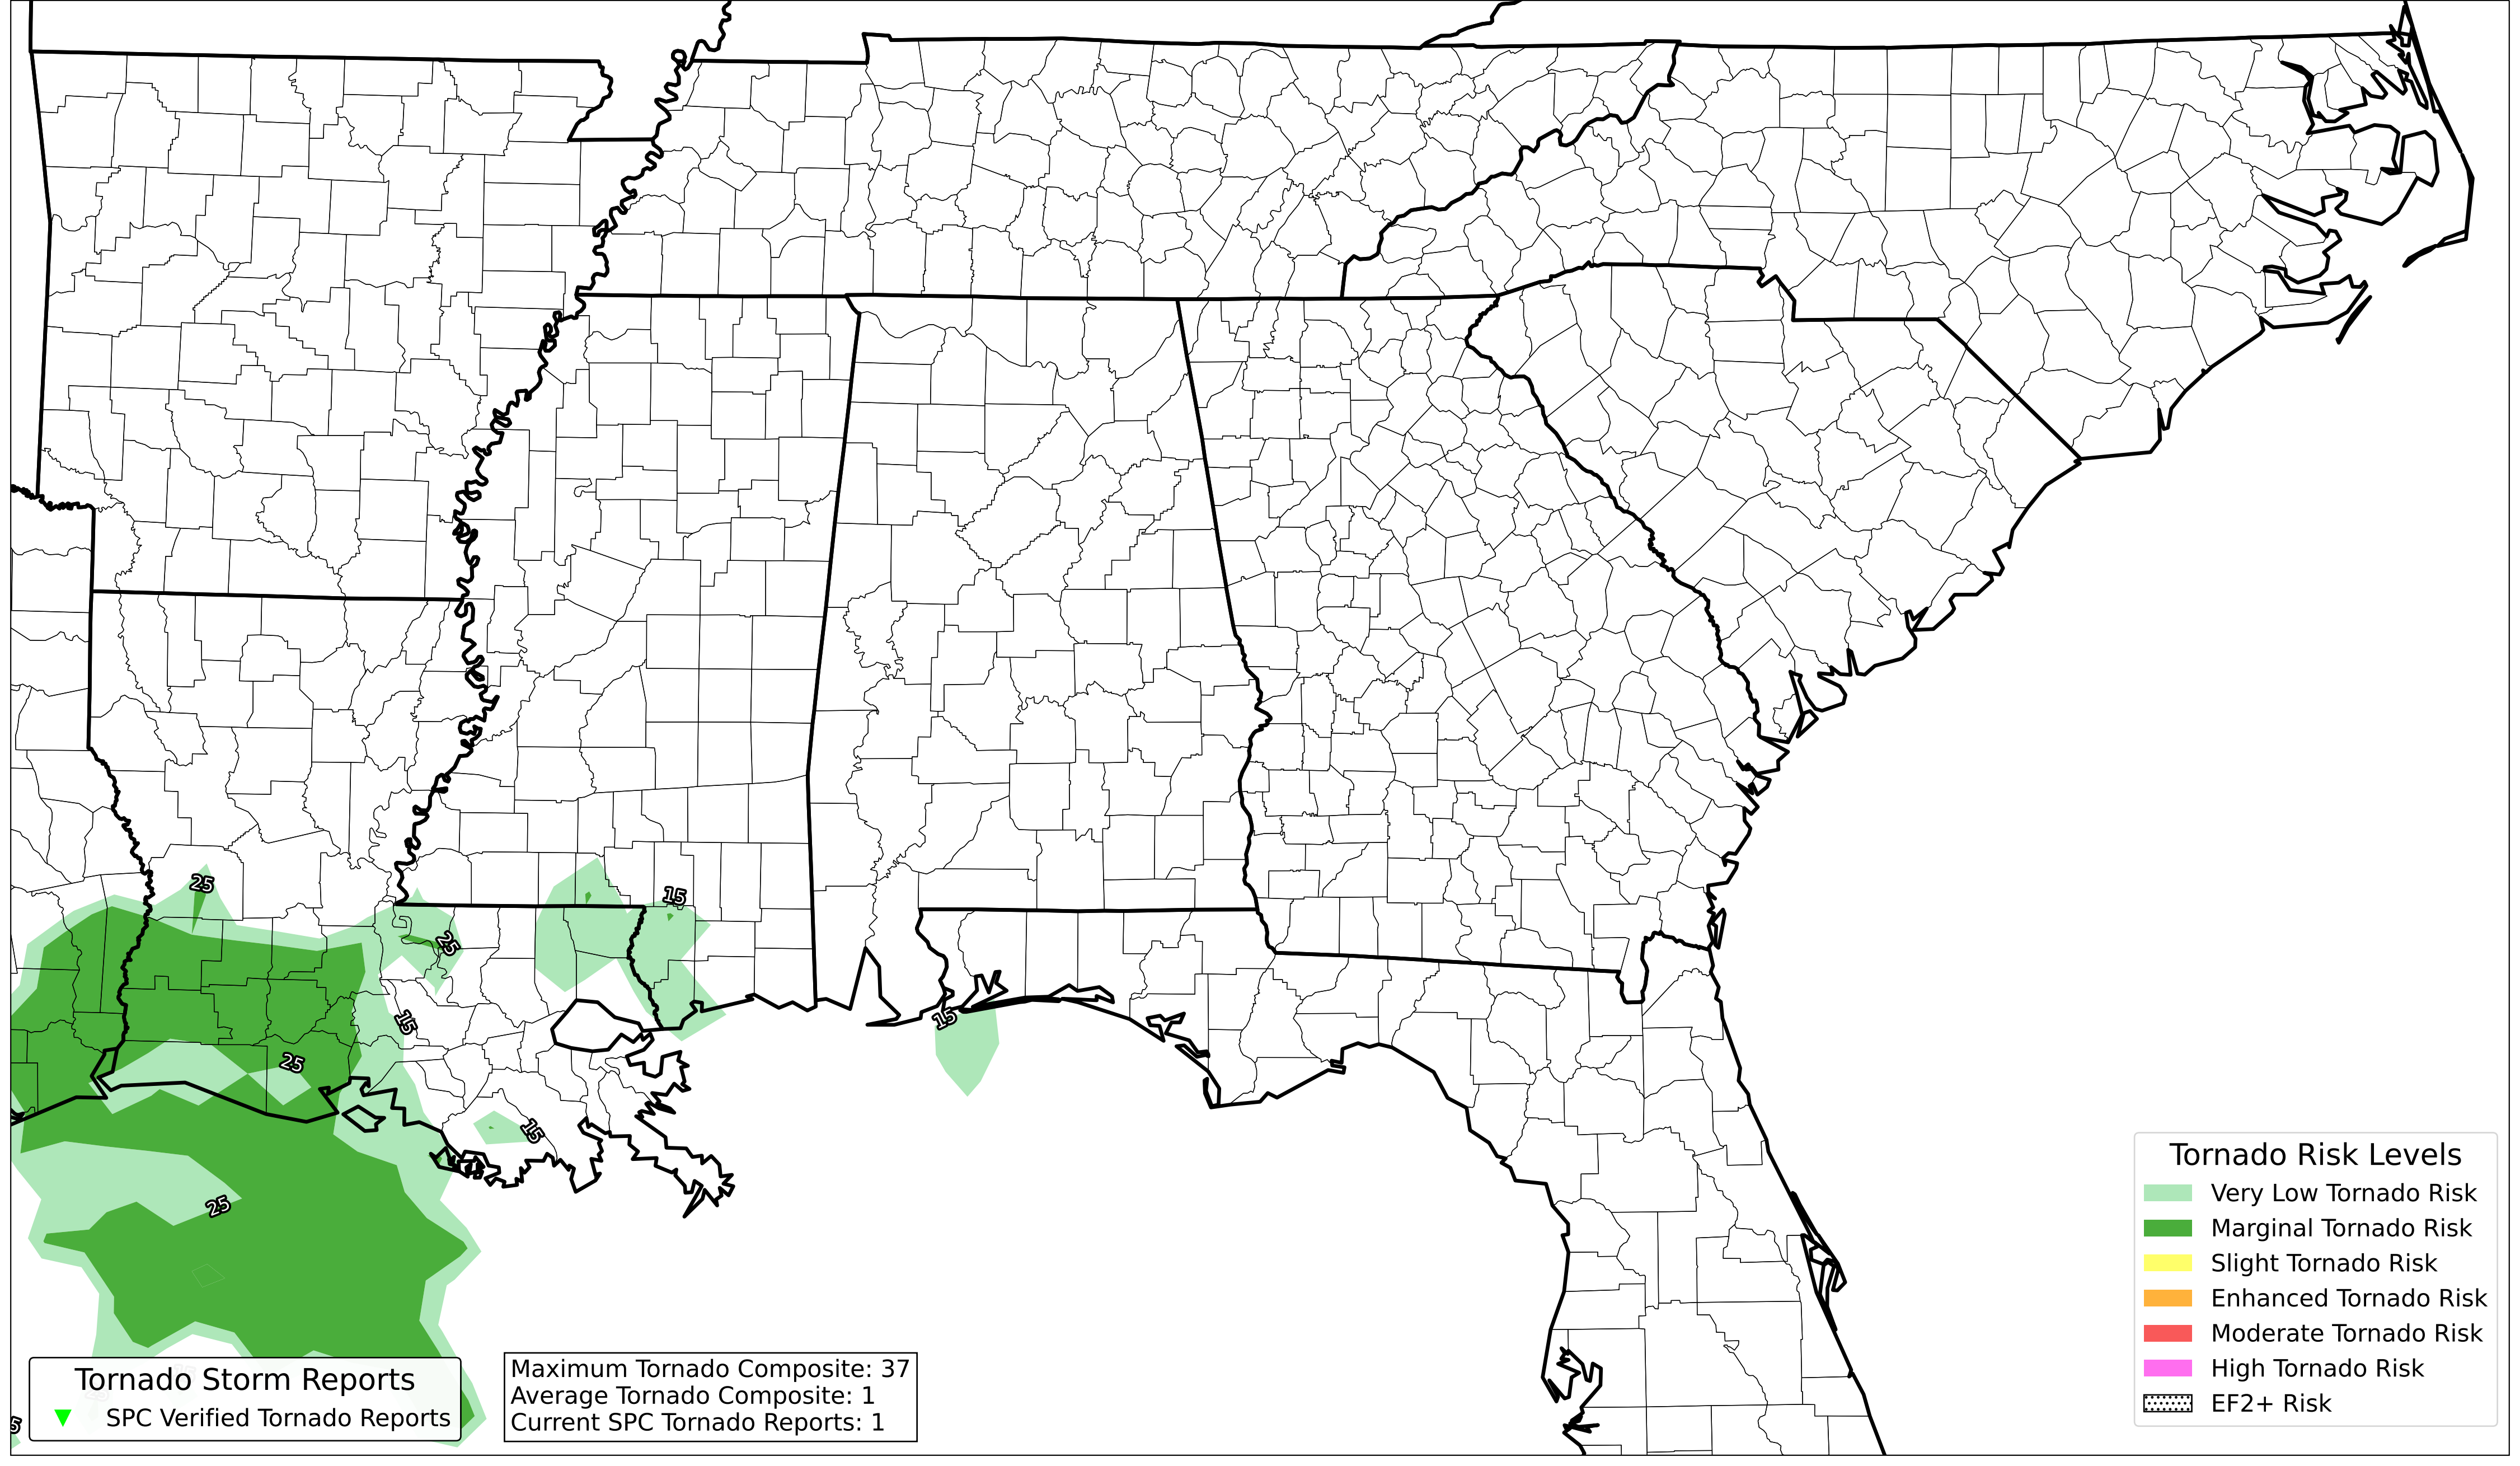 25
15
25
15
15
25
15
25
5
Tornado Storm Reports
SPC Verified Tornado Reports
Maximum Tornado Composite: 37
Average Tornado Composite: 1
Current SPC Tornado Reports: 1
Tornado Risk Levels
Very Low Tornado Risk
Marginal Tornado Risk
Slight Tornado Risk
Enhanced Tornado Risk
Moderate Tornado Risk
High Tornado Risk
EF2+ Risk